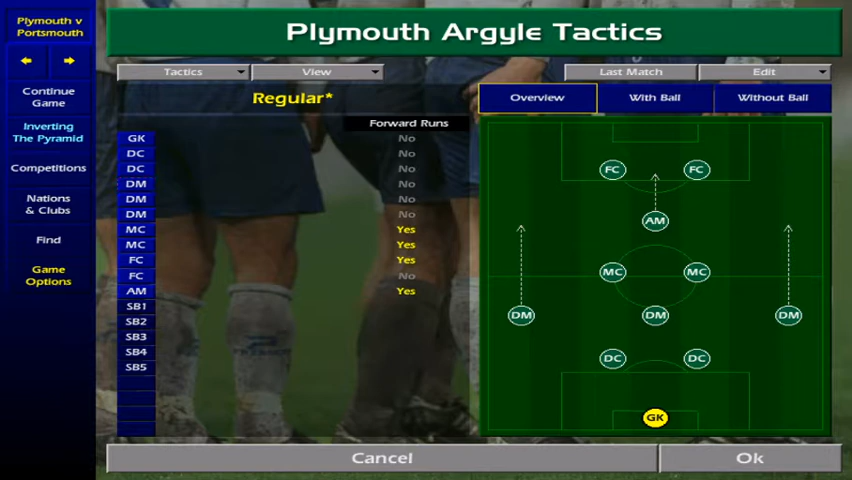 Plymouth v
Portsmouth
Plymouth Argyle Tactics
Tactics View Last Match Edit
Continue
Game
Regular*
Overview With Ball Without Ball
Forward Runs
Inverting
The Pyramid
Competitions
Nations
& Clubs
Find
Game
Options
GK No
DC No
DC No
DM No
DM No
DM No
MC Yes
MC Yes
FC Yes
FC No
AM Yes
SB1
SB2
SB3
SB4
SB5
FC FC
AM
MC MC
DM DM DM
DC DC
GK
Cancel Ok